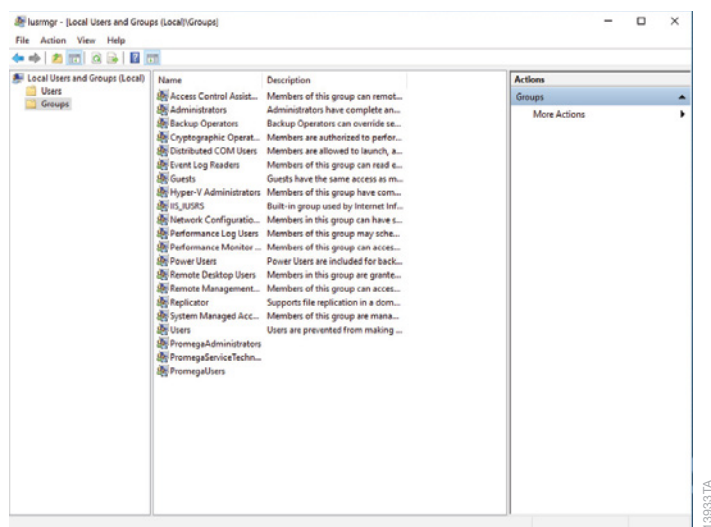 lusrmgr - [Local Users and Groups (Local)\Groups]
File Action View Help
Local Users and Groups (Local)
Users
Groups
Name Description
Access Control Assist... Members of this group can remot...
Administrators Administrators have complete an...
Backup Operators Backup Operators can override se...
Cryptographic Operat... Members are authorized to perfor...
Distributed COM Users Members are allowed to launch, a...
Event Log Readers Members of this group can read e...
Guests Guests have the same access as m...
Hyper-V Administrators Members of this group have com...
IIS_IUSRS Built-in group used by Internet Inf...
Network Configuratio... Members in this group can have s...
Performance Log Users Members of this group may sche...
Performance Monitor ... Members of this group can acces...
Power Users Power Users are included for back...
Remote Desktop Users Members in this group are grante...
Remote Management... Members of this group can acces...
Replicator Supports file replication in a dom...
System Managed Acc... Members of this group are mana...
Users Users are prevented from making ...
PromegaAdministrators
PromegaServiceTechn...
PromegaUsers
Actions
Groups
More Actions
13933TA